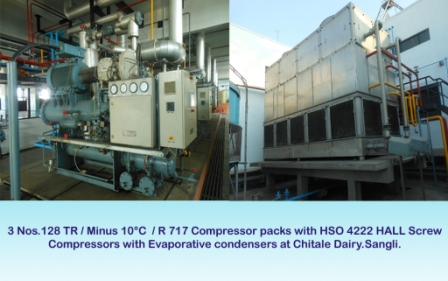 3 Nos.128 TR / Minus 10°C / R 717 Compressor packs with HSO 4222 HALL Screw
Compressors with Evaporative condensers at Chitale Dairy.Sangli.